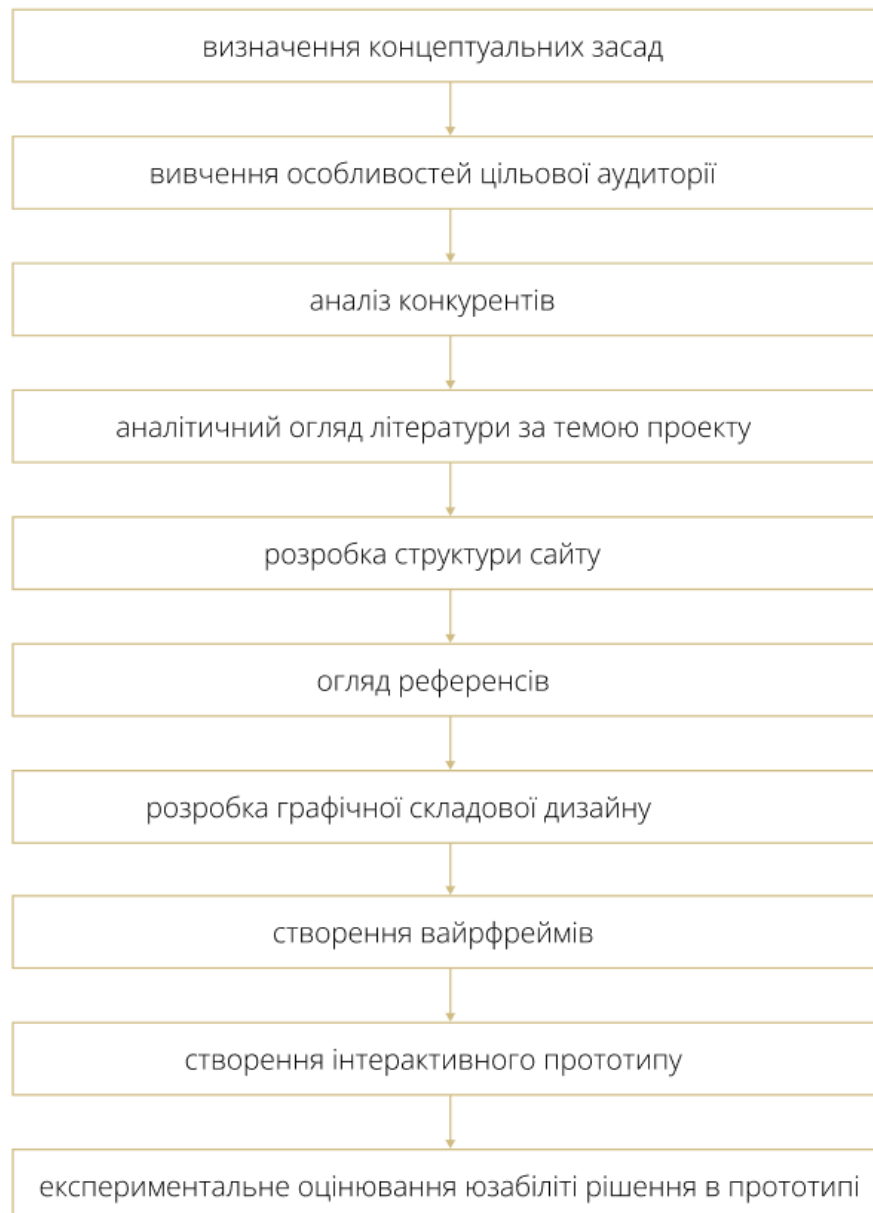 визначення концептуальних засад
вивчення особливостей цільової аудиторії
аналіз конкурентів
аналітичний огляд літератури за темою проекту
розробка структури сайту
огляд референсів
розробка графічної складової дизайну
створення вайрфреймів
створення інтерактивного прототипу
експериментальне оцінювання юзабіліті рішення в прототипі